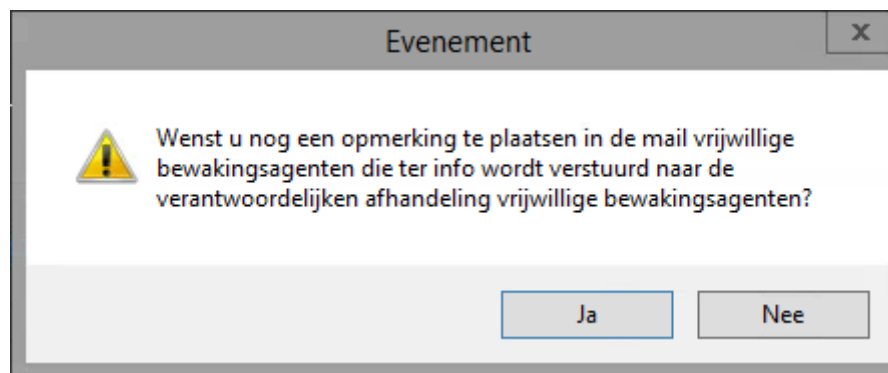 Evenement
x
Wenst u nog een opmerking te plaatsen in de mail vrijwillige
bewakingsagenten die ter info wordt verstuurd naar de
verantwoordelijken afhandeling vrijwillige bewakingsagenten?
Ja
Nee